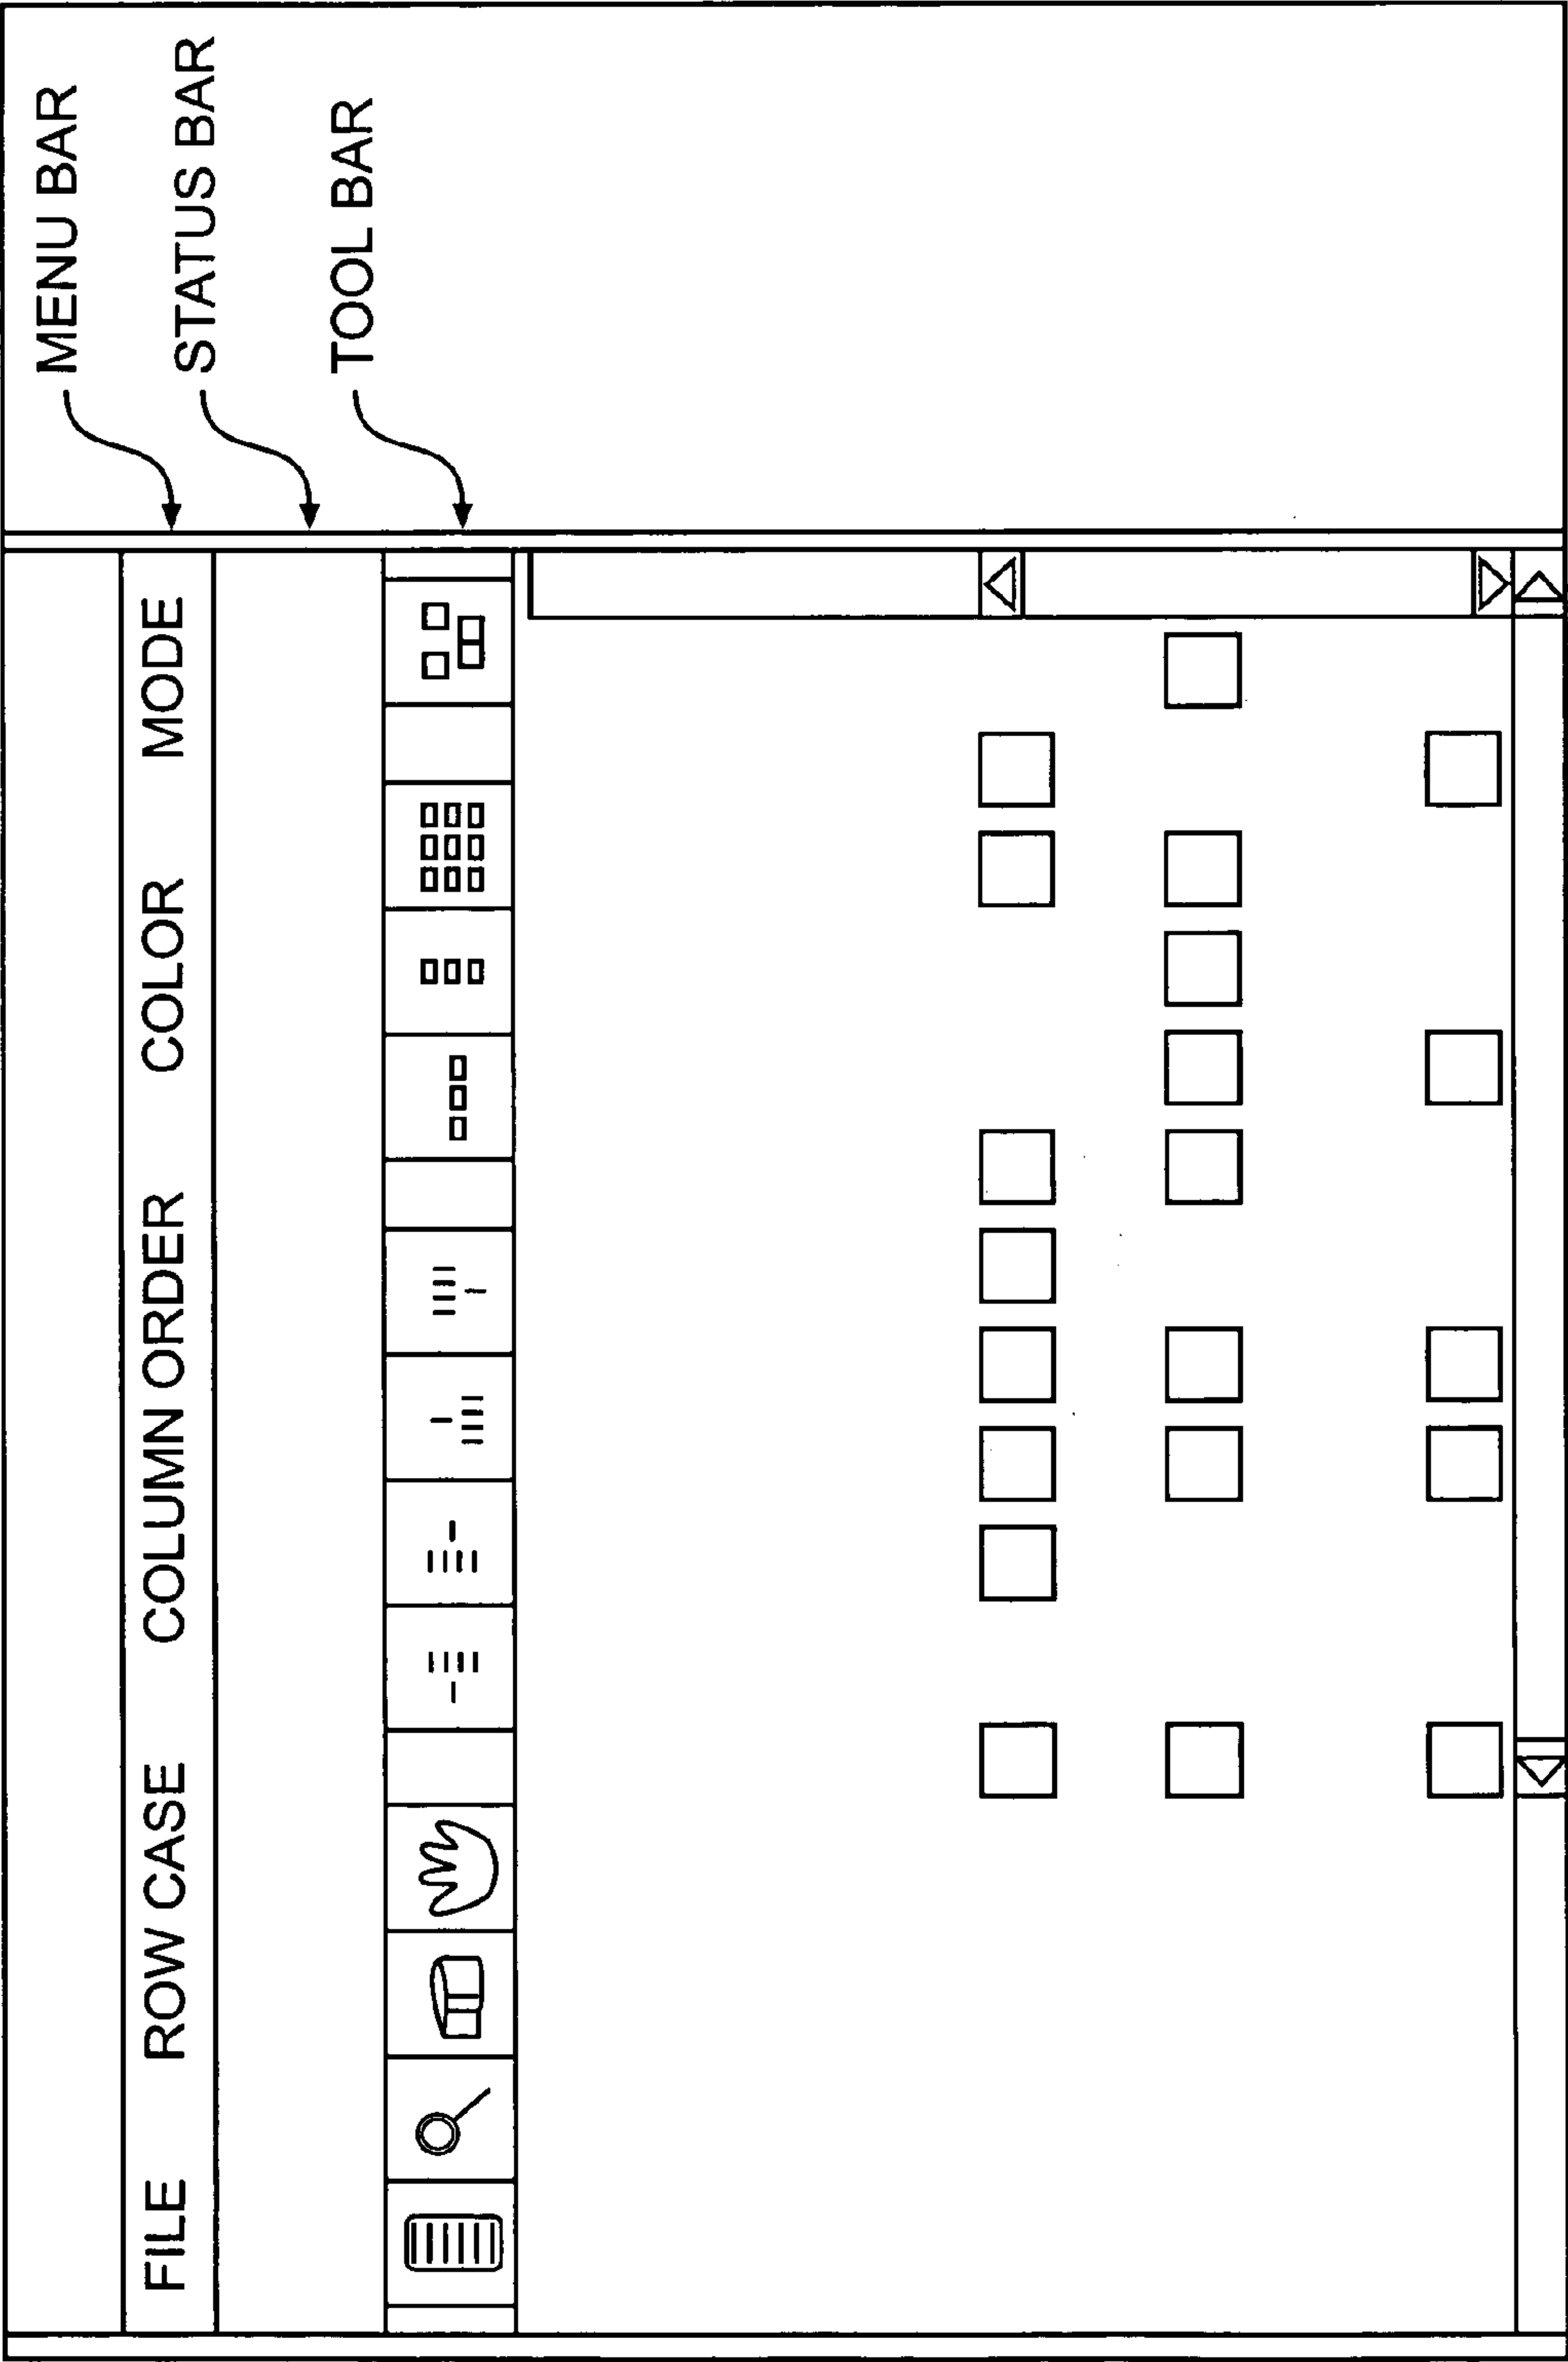 MENU BAR
STATUS BAR
TOOL BAR
FILE ROW CASE COLUMN ORDER COLOR MODE